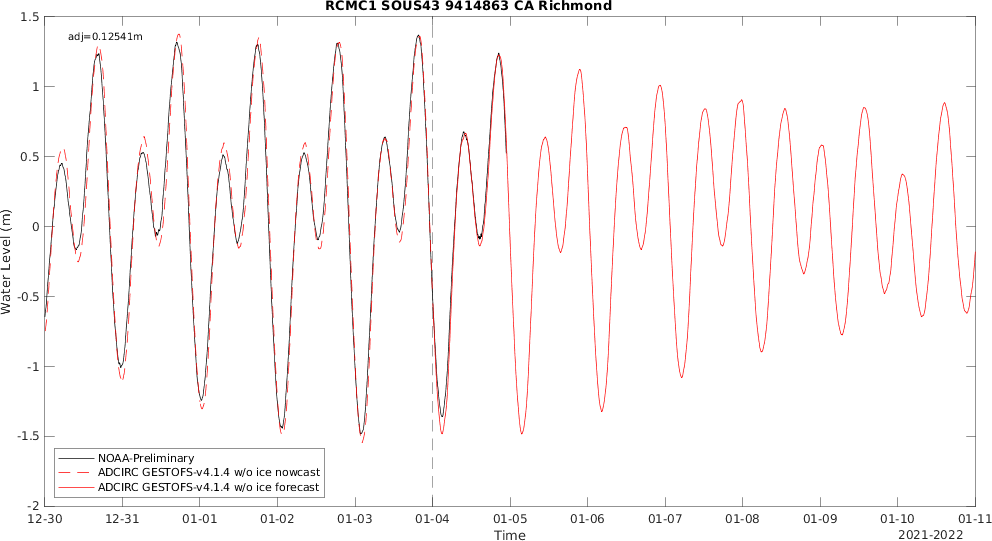 RCMC1 SOUS43 9414863 CA Richmond
adj=0.12541m
1.5
1
0.5
0
-0.5
-1
-1.5
-2
Water Level (m)
NOAA-Preliminary
ADCIRC GESTOFS-v4.1.4 w/o ice nowcast
ADCIRC GESTOFS-v4.1.4 w/o ice forecast
12-30 12-31 01-01 01-02 01-03 01-04 01-05 01-06 01-07 01-08 01-09 01-10 01-11
Time
2021-2022